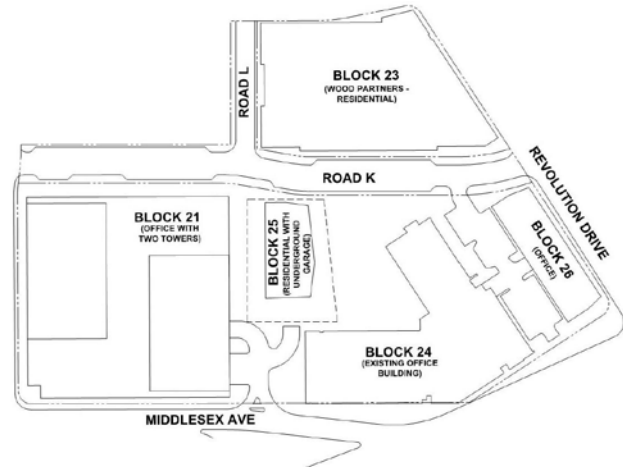 BLOCK 23
(WOOD PARTNERS -
RESIDENTIAL)
ROAD L
REVOLUTION DRIVE
ROAD K
BLOCK 21
(OFFICE WITH
TWO TOWERS)
BLOCK 25
(RESIDENTIAL WITH
UNDERGROUND
GARAGE)
BLOCK 26
(OFFICE)
BLOCK 24
(EXISTING OFFICE
BUILDING)
MIDDLESEX AVE